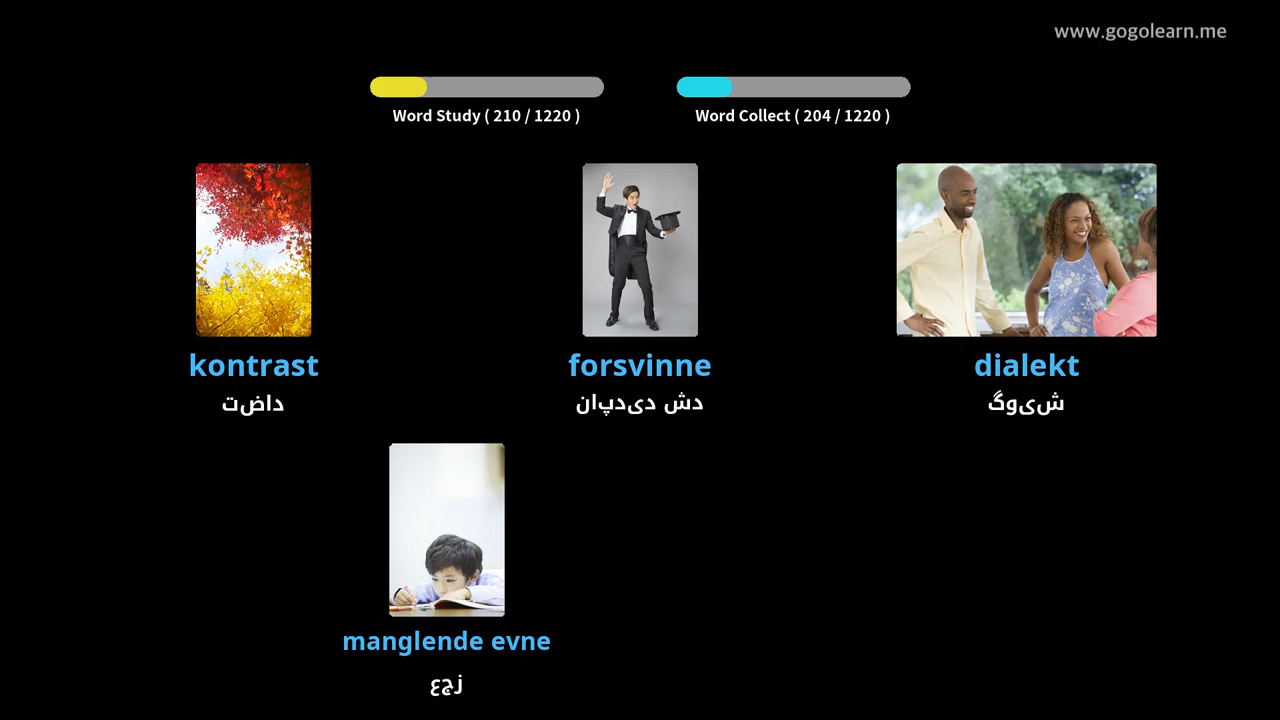 www.gogolearn.me
Word Study ( 210 / 1220 )
Word Collect ( 204 / 1220 )
kontrast
داضت
forsvinne
دش دیدپان
dialekt
شیوگ
manglende evne
زجع